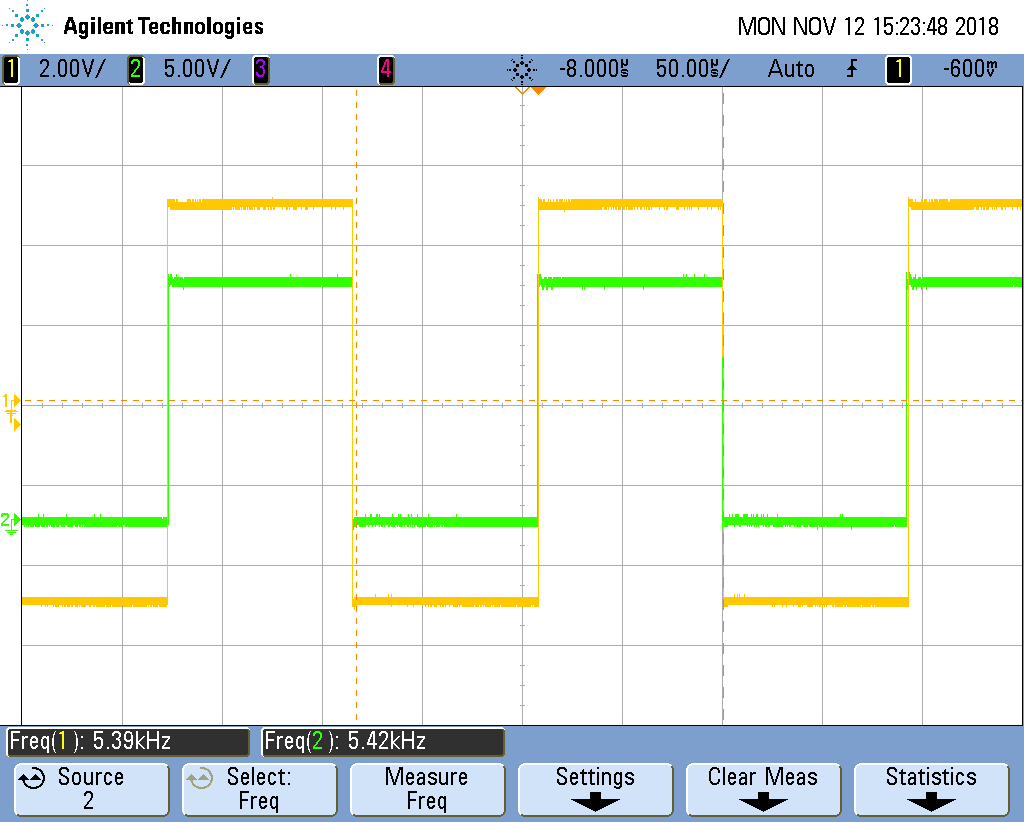 Agilent Technologies MON NOV 12 15:23:48 2018
1 2.00V/ 2 5.00V/ 3 4 -8.000µs 50.00µs/ Auto 1 -600mV
1
2
Freq(1): 5.39kHz Freq(2): 5.42kHz
Source Select: Measure Settings Clear Meas Statistics
2 Freq Freq